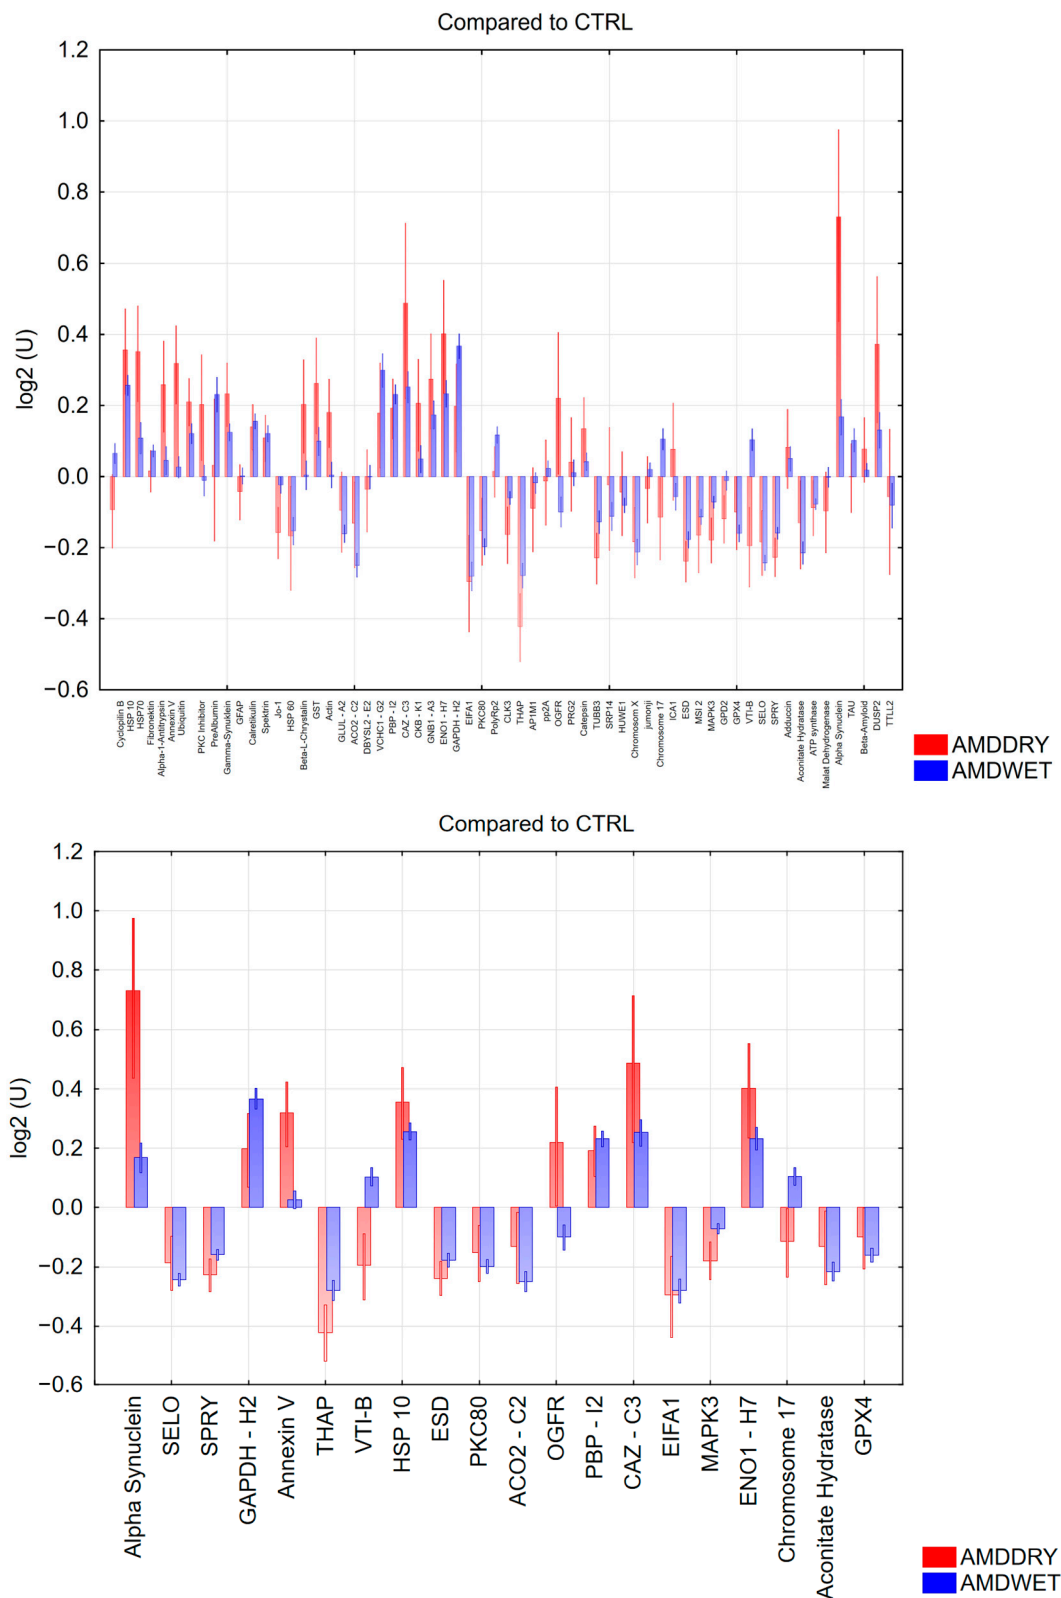 Compared to CTRL
1.2
1.0
0.8
0.6
0.4
0.2
0.0
−0.2
−0.4
−0.6
log2 (U)
Cyclopilin B
HSP 10
HSP70
Fibronektin
Alpha-1-Antitrypsin
Annexin V
Ubiquitin
PKC Inhibitor
PreAlbumin
Gamma-Synuklein
GFAP
Calretikulin
Spektrin
Jo-1
HSP 60
Beta-L-Chrystalin
GST
Actin
GLUL - A2
ACO2 - C2
DBYSL2 - E2
VCHC1 - G2
PBP - I2
CAZ - C3
CKB - K1
GNB1 - A3
ENO1 - H7
GAPDH - H2
EIFA1
PKC80
PolyRp2
CLK3
THAP
AP1M1
pp2A
OGFR
PRG2
Catepsin
TUBB3
SRP14
HUWE1
Chromosom X
jumonji
Chromosome 17
ICA1
ESD
MSI 2
MAPK3
GPD2
GPX4
VTI-B
SELO
SPRY
Adduccin
Aconitate Hydratase
ATP synthase
Malat Dehydrogenase
Alpha Synuclein
TAU
Beta-Amyloid
DUSP2
TTLL2
AMDDRY
AMDWET
Compared to CTRL
1.2
1.0
0.8
0.6
0.4
0.2
0.0
−0.2
−0.4
−0.6
log2 (U)
Alpha Synuclein
SELO
SPRY
GAPDH - H2
Annexin V
THAP
VTI-B
HSP 10
ESD
PKC80
ACO2 - C2
OGFR
PBP - I2
CAZ - C3
EIFA1
MAPK3
ENO1 - H7
Chromosome 17
Aconitate Hydratase
GPX4
AMDDRY
AMDWET